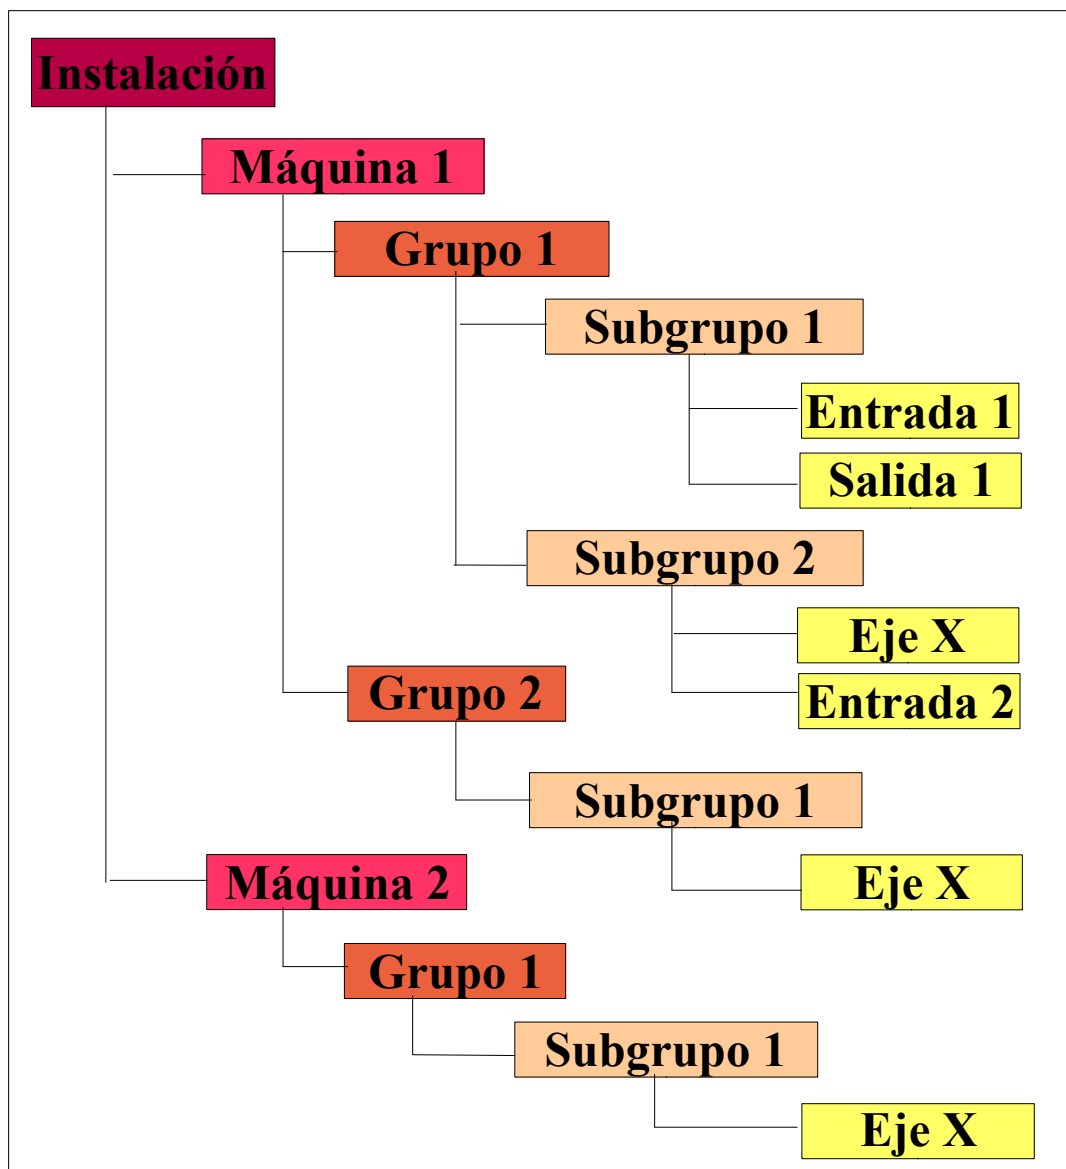 Instalación
Máquina 1
Grupo 1
Subgrupo 1
Entrada 1
Salida 1
Subgrupo 2
Eje X
Entrada 2
Grupo 2
Subgrupo 1
Eje X
Máquina 2
Grupo 1
Subgrupo 1
Eje X